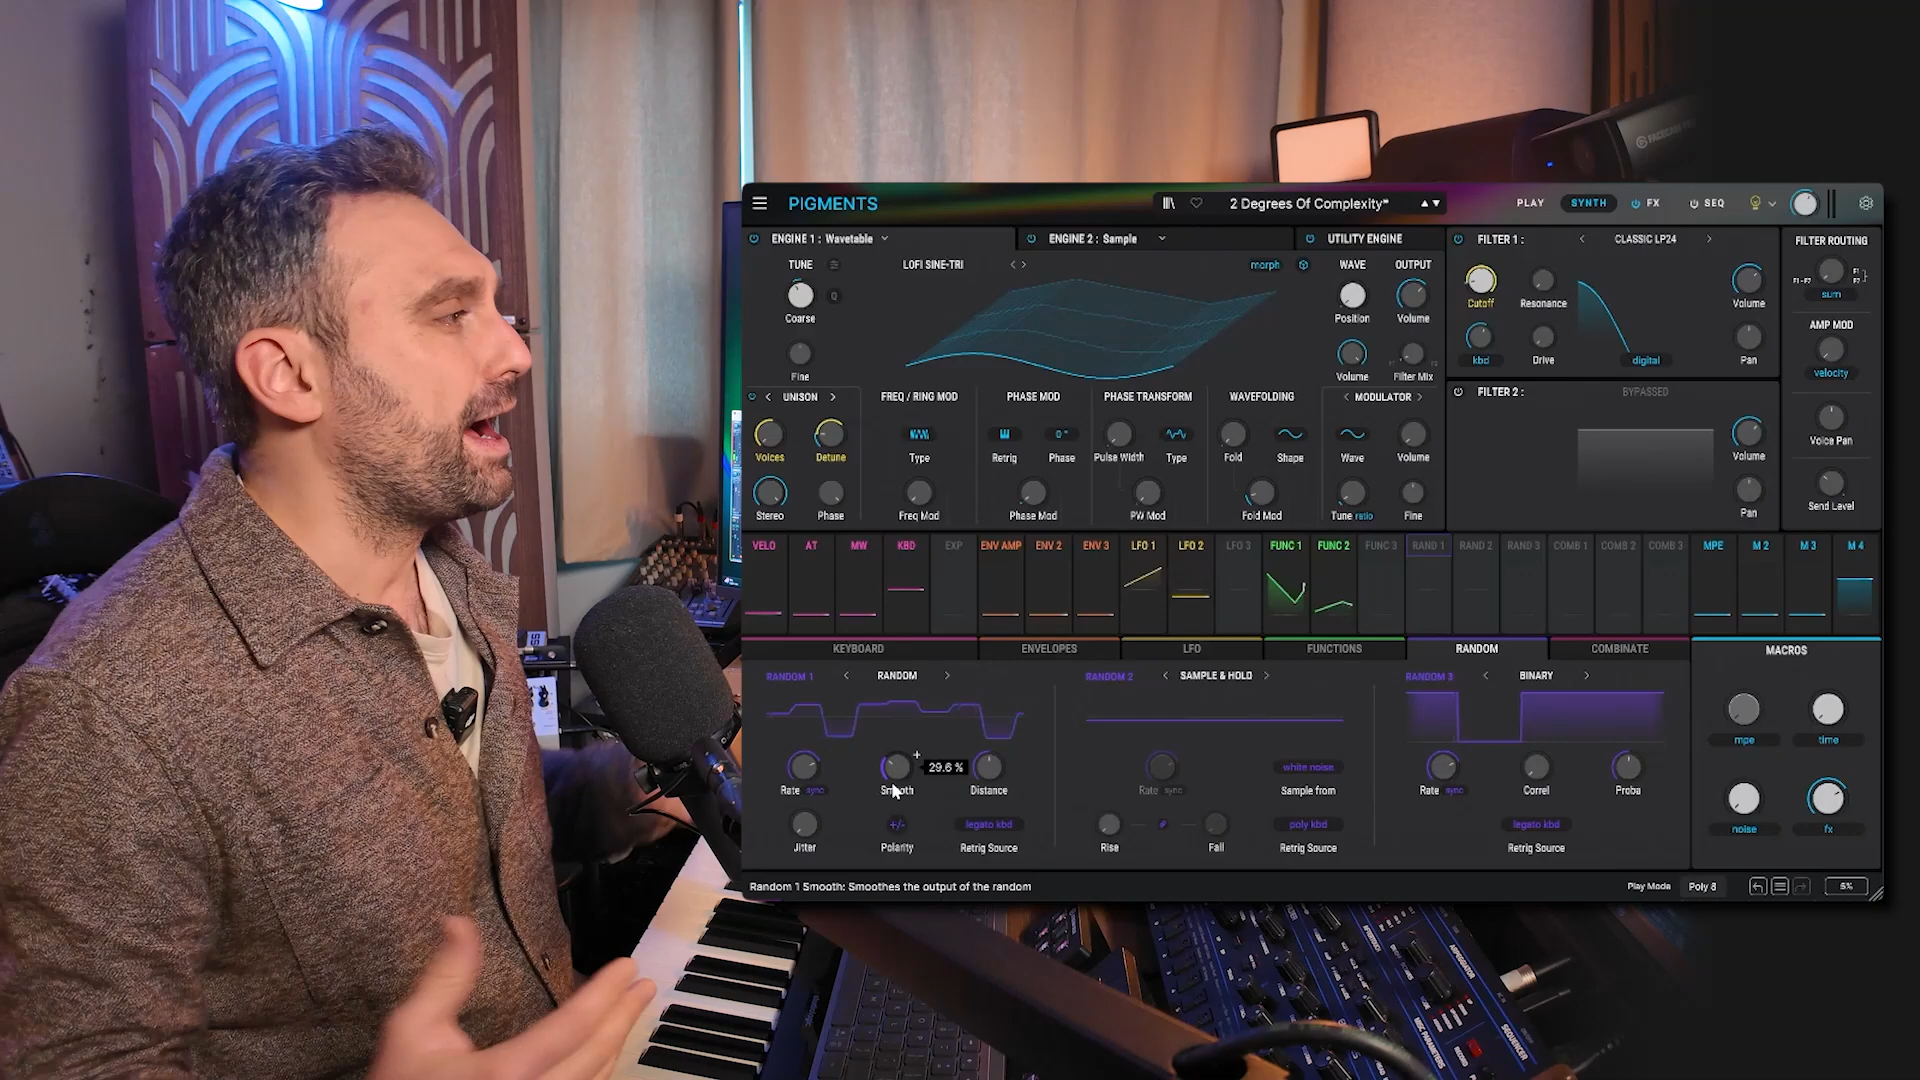 PIGMENTS
2 Degrees Of Complexity*
PLAY
SYNTH
FX
SEQ
ENGINE 1 : Wavetable
ENGINE 2 : Sample
UTILITY ENGINE
TUNE
LOFI SINE-TRI
morph
WAVE
OUTPUT
Coarse
Q
Position
Volume
Fine
Volume
Filter Mix
UNISON
FREQ / RING MOD
PHASE MOD
PHASE TRANSFORM
WAVEFOLDING
MODULATOR
Voices
Detune
Type
Retrig
0°
Phase
Pulse Width
Type
Fold
Shape
Wave
Volume
Stereo
Phase
Freq Mod
Phase Mod
PW Mod
Fold Mod
Tune ratio
Fine
FILTER 1 :
CLASSIC LP24
Cutoff
Resonance
Volume
kbd
Drive
digital
Pan
FILTER 2 :
BYPASSED
Volume
Pan
FILTER ROUTING
F1-F2
F1
F2
sum
AMP MOD
velocity
Voice Pan
Send Level
VELO
AT
MW
KBD
EXP
ENV AMP
ENV 2
ENV 3
LFO 1
LFO 2
LFO 3
FUNC 1
FUNC 2
FUNC 3
RAND 1
RAND 2
RAND 3
COMB 1
COMB 2
COMB 3
MPE
M 2
M 3
M 4
KEYBOARD
ENVELOPES
LFO
FUNCTIONS
RANDOM
COMBINATE
MACROS
RANDOM 1
RANDOM
RANDOM 2
SAMPLE & HOLD
RANDOM 3
BINARY
29.6 %
Rate sync
Smooth
Distance
Jitter
+/-
Polarity
legato kbd
Retrig Source
Rate sync
white noise
Sample from
Rise
Fall
poly kbd
Retrig Source
Rate sync
Correl
Proba
legato kbd
Retrig Source
mpe
time
noise
fx
Random 1 Smooth: Smoothes the output of the random
Play Mode
Poly 8
5%
ARPEGGIATOR
MISC PARAMETERS
SEQUENCER